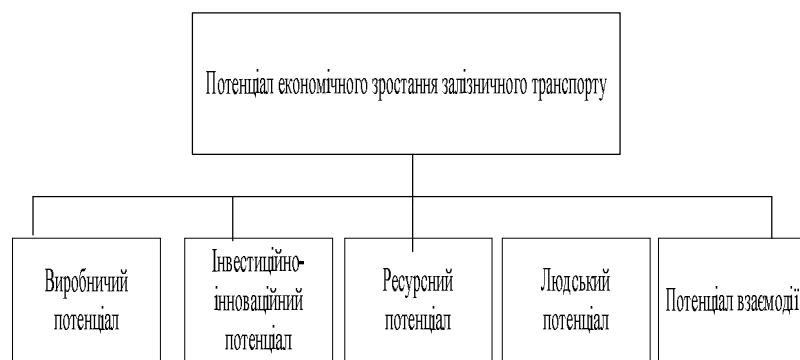 Потенціал економічного зростання залізничного транспорту
Виробничий
потенціал
Інвестиційно-
інноваційний
потенціал
Ресурсний
потенціал
Людський
потенціал
Потенціал взаємодії